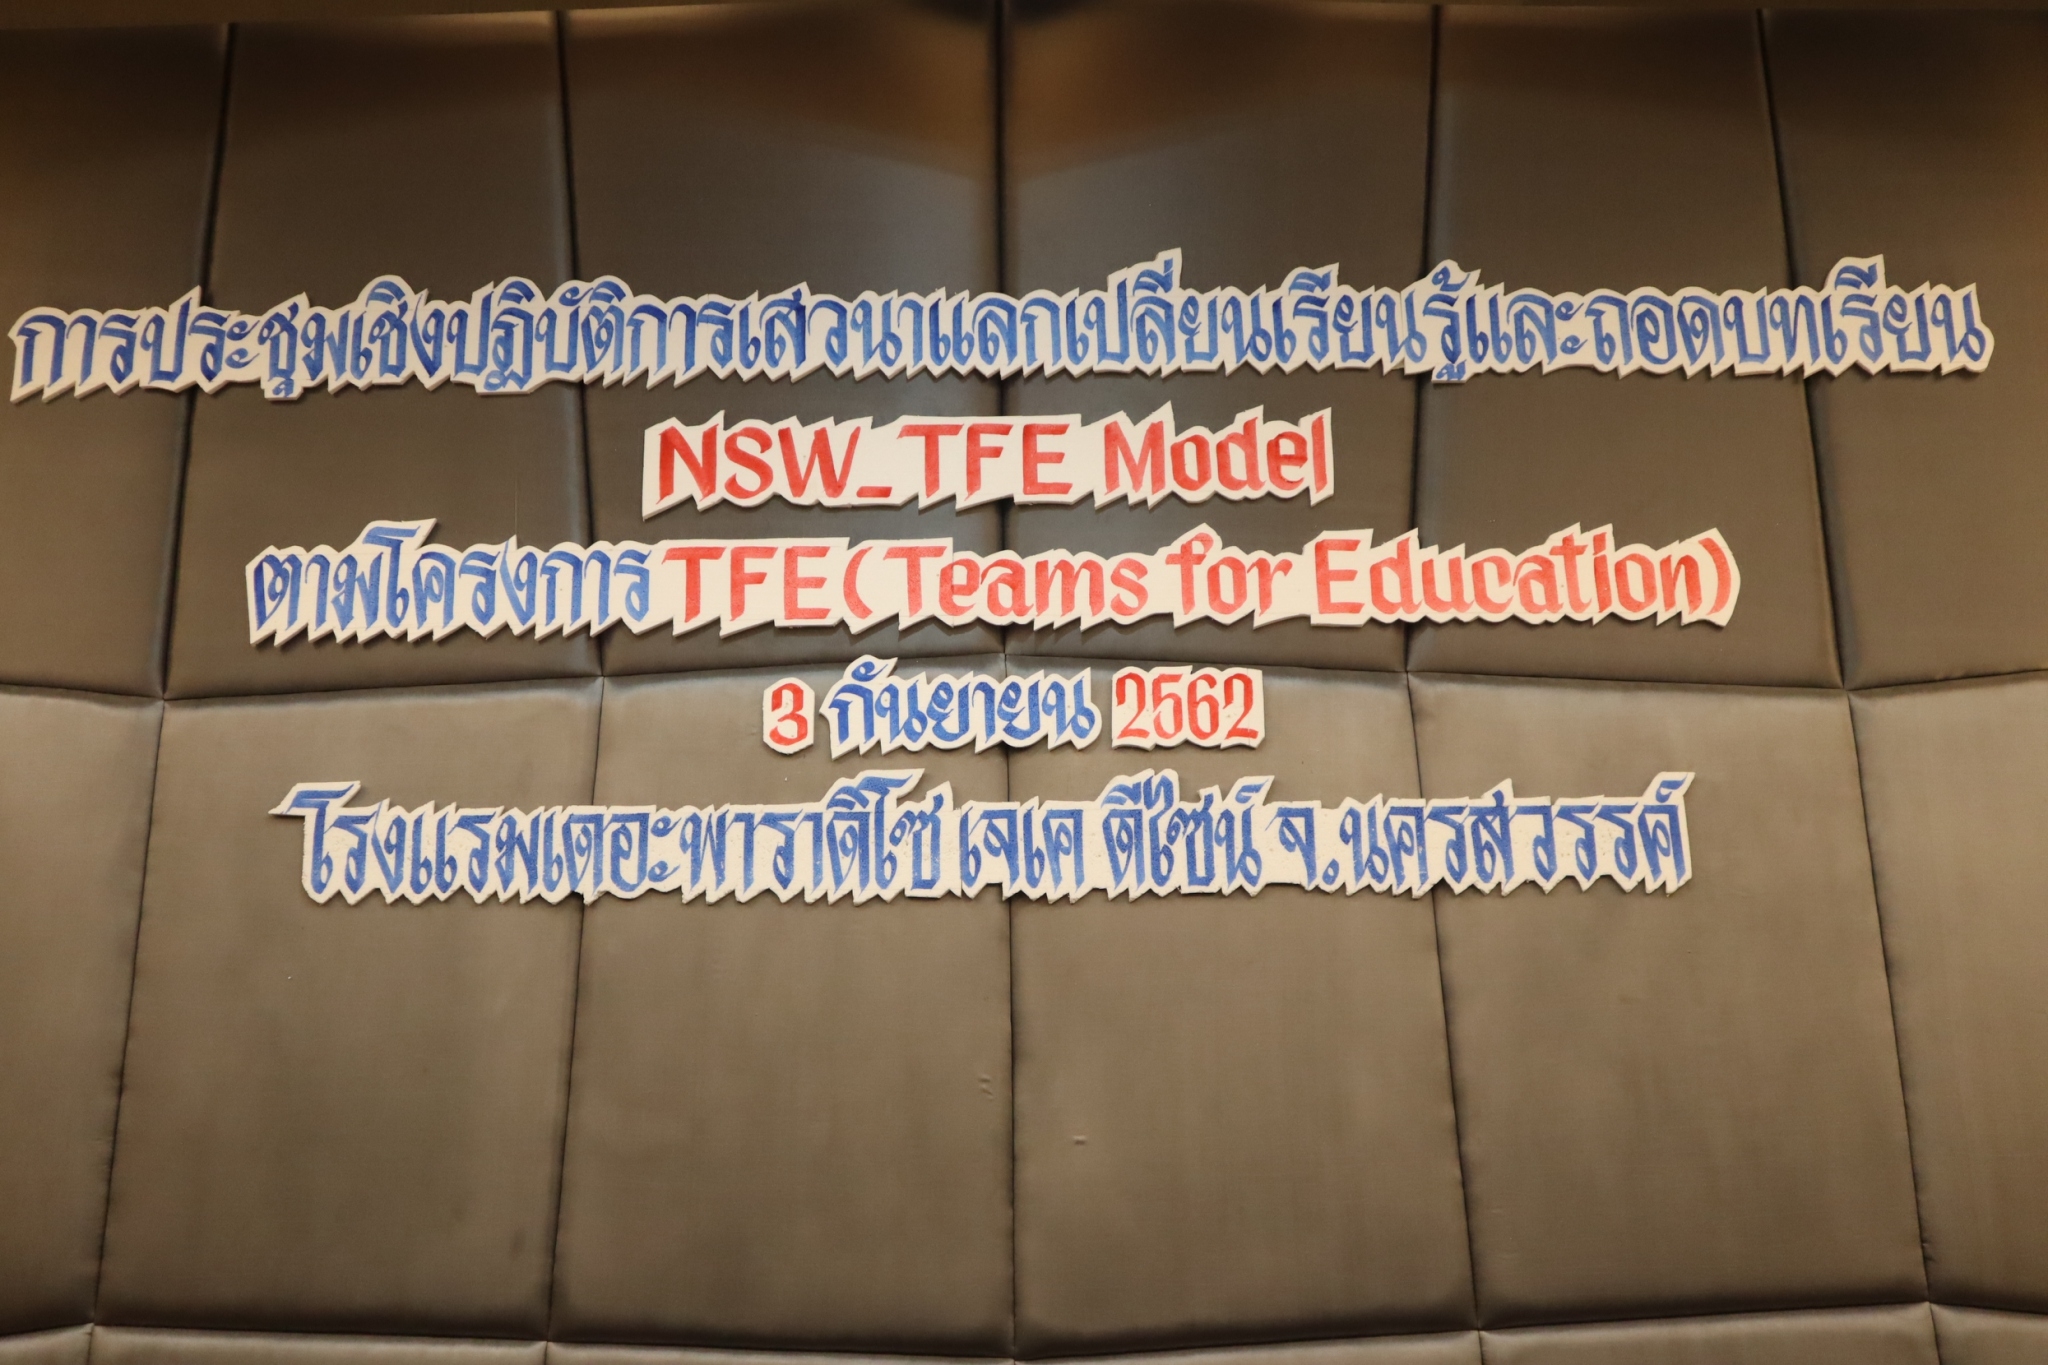 การประชุมเชิงปฏิบัติการเสวนาแลกเปลี่ยนเรียนรู้และถอดบทเรียน
NSW_TFE Model
ตามโครงการ TFE (Teams for Education)
3 กันยายน 2562
โรงแรมเดอะพาราดิโซ เจเค ดีไซน์ จ.นครสวรรค์